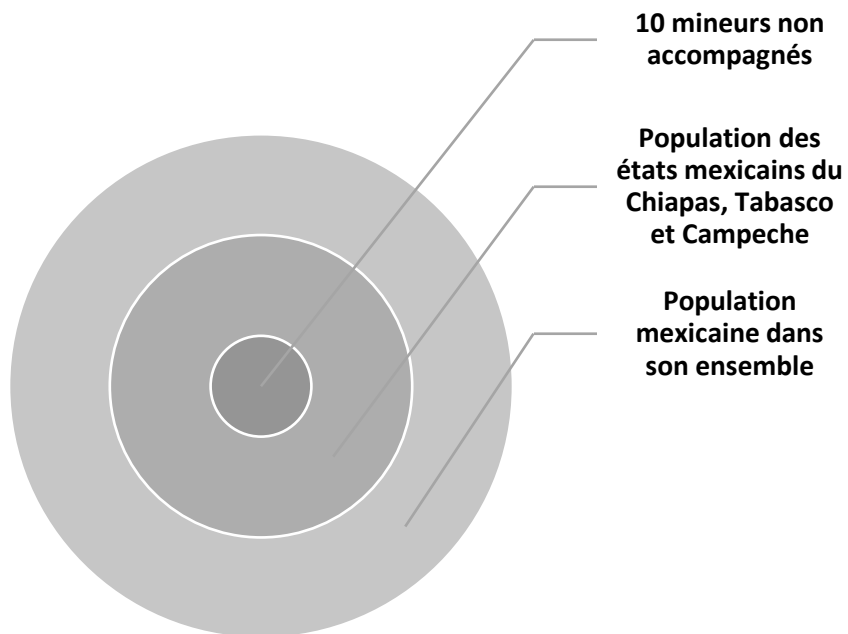 10 mineurs non
accompagnés
Population des
états mexicains du
Chiapas, Tabasco
et Campeche
Population
mexicaine dans
son ensemble